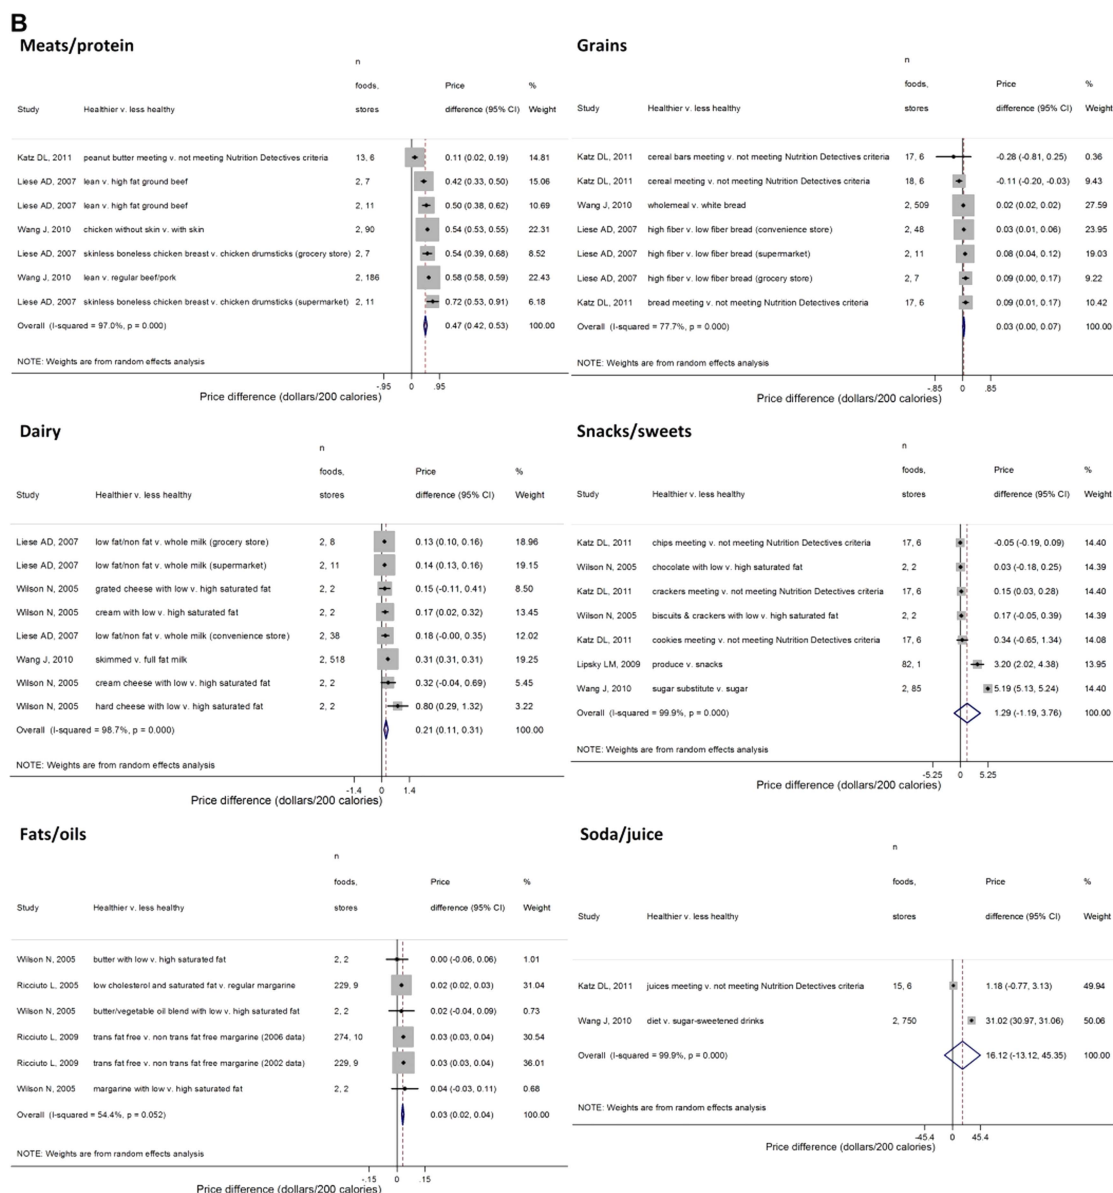 B
Meats/protein
n
foods, Price %
Study Healthier v. less healthy stores difference (95% CI) Weight
Katz DL, 2011 peanut butter meeting v. not meeting Nutrition Detectives criteria 13, 6 0.11 (0.02, 0.19) 14.81
Liese AD, 2007 lean v. high fat ground beef 2, 7 0.42 (0.33, 0.50) 15.06
Liese AD, 2007 lean v. high fat ground beef 2, 11 0.50 (0.38, 0.62) 10.69
Wang J, 2010 chicken without skin v. with skin 2, 90 0.54 (0.53, 0.55) 22.31
Liese AD, 2007 skinless boneless chicken breast v. chicken drumsticks (grocery store) 2, 7 0.54 (0.39, 0.68) 8.52
Wang J, 2010 lean v. regular beef/pork 2, 186 0.58 (0.58, 0.59) 22.43
Liese AD, 2007 skinless boneless chicken breast v. chicken drumsticks (supermarket) 2, 11 0.72 (0.53, 0.91) 6.18
Overall (I-squared = 97.0%, p = 0.000) 0.47 (0.42, 0.53) 100.00
NOTE: Weights are from random effects analysis
-.95 0 .95
Price difference (dollars/200 calories)
Grains
n
foods, Price %
Study Healthier v. less healthy stores difference (95% CI) Weight
Katz DL, 2011 cereal bars meeting v. not meeting Nutrition Detectives criteria 17, 6 -0.28 (-0.81, 0.25) 0.36
Katz DL, 2011 cereal meeting v. not meeting Nutrition Detectives criteria 18, 6 -0.11 (-0.20, -0.03) 9.43
Wang J, 2010 wholemeal v. white bread 2, 509 0.02 (0.02, 0.02) 27.59
Liese AD, 2007 high fiber v. low fiber bread (convenience store) 2, 48 0.03 (0.01, 0.06) 23.95
Liese AD, 2007 high fiber v. low fiber bread (supermarket) 2, 11 0.08 (0.04, 0.12) 19.03
Liese AD, 2007 high fiber v. low fiber bread (grocery store) 2, 7 0.09 (0.00, 0.17) 9.22
Katz DL, 2011 bread meeting v. not meeting Nutrition Detectives criteria 17, 6 0.09 (0.01, 0.17) 10.42
Overall (I-squared = 77.7%, p = 0.000) 0.03 (0.00, 0.07) 100.00
NOTE: Weights are from random effects analysis
-.85 0 .85
Price difference (dollars/200 calories)
Dairy
n
foods, Price %
Study Healthier v. less healthy stores difference (95% CI) Weight
Liese AD, 2007 low fat/non fat v. whole milk (grocery store) 2, 8 0.13 (0.10, 0.16) 18.96
Liese AD, 2007 low fat/non fat v. whole milk (supermarket) 2, 11 0.14 (0.13, 0.16) 19.15
Wilson N, 2005 grated cheese with low v. high saturated fat 2, 2 0.15 (-0.11, 0.41) 8.50
Wilson N, 2005 cream with low v. high saturated fat 2, 2 0.17 (0.02, 0.32) 13.45
Liese AD, 2007 low fat/non fat v. whole milk (convenience store) 2, 38 0.18 (-0.00, 0.35) 12.02
Wang J, 2010 skimmed v. full fat milk 2, 518 0.31 (0.31, 0.31) 19.25
Wilson N, 2005 cream cheese with low v. high saturated fat 2, 2 0.32 (-0.04, 0.69) 5.45
Wilson N, 2005 hard cheese with low v. high saturated fat 2, 2 0.80 (0.29, 1.32) 3.22
Overall (I-squared = 98.7%, p = 0.000) 0.21 (0.11, 0.31) 100.00
NOTE: Weights are from random effects analysis
-1.4 0 1.4
Price difference (dollars/200 calories)
Snacks/sweets
n
foods, Price %
Study Healthier v. less healthy stores difference (95% CI) Weight
Katz DL, 2011 chips meeting v. not meeting Nutrition Detectives criteria 17, 6 -0.05 (-0.19, 0.09) 14.40
Wilson N, 2005 chocolate with low v. high saturated fat 2, 2 0.03 (-0.18, 0.25) 14.39
Katz DL, 2011 crackers meeting v. not meeting Nutrition Detectives criteria 17, 6 0.15 (0.03, 0.28) 14.40
Wilson N, 2005 biscuits & crackers with low v. high saturated fat 2, 2 0.17 (-0.05, 0.39) 14.39
Katz DL, 2011 cookies meeting v. not meeting Nutrition Detectives criteria 17, 6 0.34 (-0.65, 1.34) 14.08
Lipsky LM, 2009 produce v. snacks 82, 1 3.20 (2.02, 4.38) 13.95
Wang J, 2010 sugar substitute v. sugar 2, 85 5.19 (5.13, 5.24) 14.40
Overall (I-squared = 99.9%, p = 0.000) 1.29 (-1.19, 3.76) 100.00
NOTE: Weights are from random effects analysis
-5.25 0 5.25
Price difference (dollars/200 calories)
Fats/oils
n
foods, Price %
Study Healthier v. less healthy stores difference (95% CI) Weight
Wilson N, 2005 butter with low v. high saturated fat 2, 2 0.00 (-0.06, 0.06) 1.01
Ricciuto L, 2005 low cholesterol and saturated fat v. regular margarine 229, 9 0.02 (0.02, 0.03) 31.04
Wilson N, 2005 butter/vegetable oil blend with low v. high saturated fat 2, 2 0.02 (-0.04, 0.09) 0.73
Ricciuto L, 2009 trans fat free v. non trans fat free margarine (2006 data) 274, 10 0.03 (0.03, 0.04) 30.54
Ricciuto L, 2009 trans fat free v. non trans fat free margarine (2002 data) 229, 9 0.03 (0.03, 0.04) 36.01
Wilson N, 2005 margarine with low v. high saturated fat 2, 2 0.04 (-0.03, 0.11) 0.68
Overall (I-squared = 54.4%, p = 0.052) 0.03 (0.02, 0.04) 100.00
NOTE: Weights are from random effects analysis
-.15 0 .15
Price difference (dollars/200 calories)
Soda/juice
n
foods, Price %
Study Healthier v. less healthy stores difference (95% CI) Weight
Katz DL, 2011 juices meeting v. not meeting Nutrition Detectives criteria 15, 6 1.18 (-0.77, 3.13) 49.94
Wang J, 2010 diet v. sugar-sweetened drinks 2, 750 31.02 (30.97, 31.06) 50.06
Overall (I-squared = 99.9%, p = 0.000) 16.12 (-13.12, 45.35) 100.00
NOTE: Weights are from random effects analysis
-45.4 0 45.4
Price difference (dollars/200 calories)